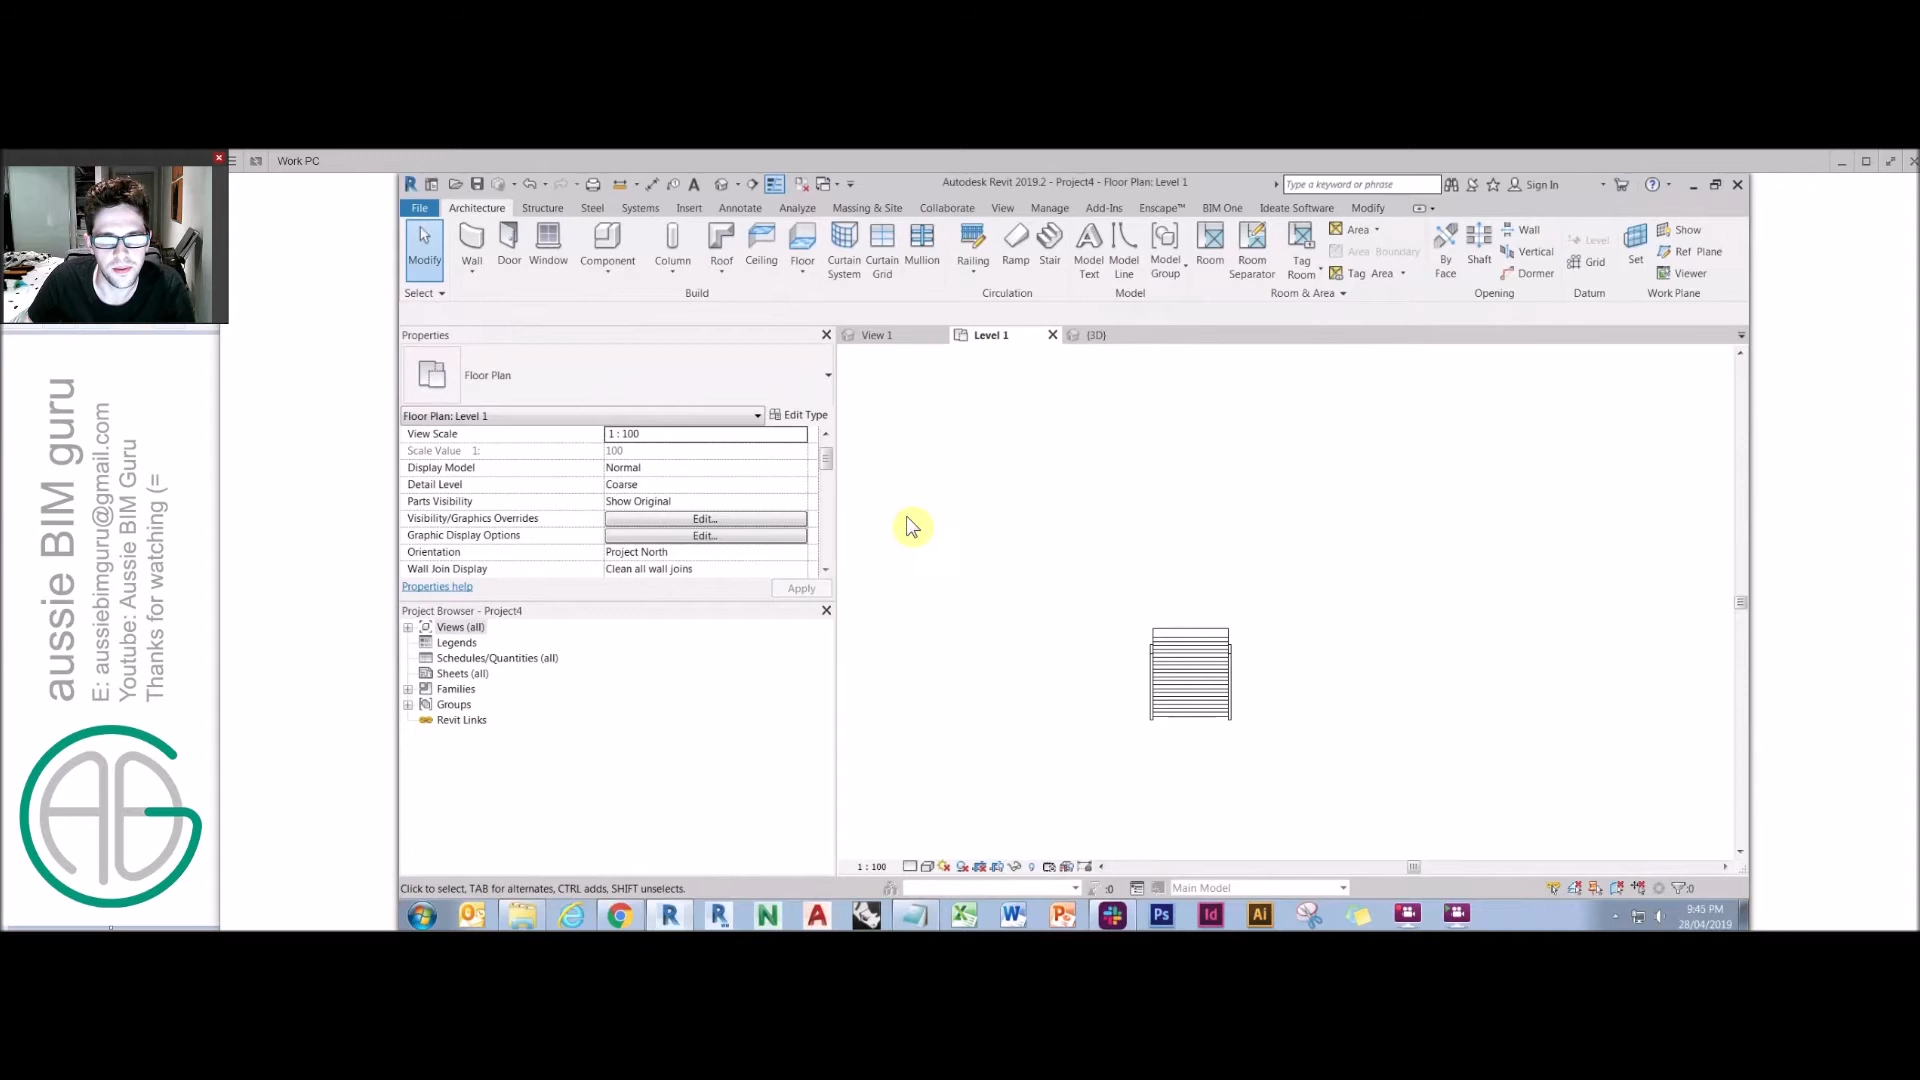 Work PC
Autodesk Revit 2019.2 - Project4 - Floor Plan: Level 1
Type a keyword or phrase
Sign In
File Architecture Structure Steel Systems Insert Annotate Analyze Massing & Site Collaborate View Manage Add-Ins Enscape™ BIM One Ideate Software Modify
Modify
Wall
Door
Window
Component
Column
Roof
Ceiling
Floor
Curtain System
Curtain Grid
Mullion
Railing
Ramp
Stair
Model Text
Model Line
Model Group
Room
Room Separator
Tag Room
Area
Area Boundary
Tag Area
By Face
Shaft
Wall
Vertical
Dormer
Level
Grid
Set
Show
Ref Plane
Viewer
Select
Build
Circulation
Model
Room & Area
Opening
Datum
Work Plane
Properties
View 1
Level 1
{3D}
Floor Plan
Floor Plan: Level 1
Edit Type
View Scale 1 : 100
Scale Value 1: 100
Display Model Normal
Detail Level Coarse
Parts Visibility Show Original
Visibility/Graphics Overrides Edit...
Graphic Display Options Edit...
Orientation Project North
Wall Join Display Clean all wall joins
Properties help
Apply
Project Browser - Project4
Views (all)
Legends
Schedules/Quantities (all)
Sheets (all)
Families
Groups
Revit Links
1 : 100
Click to select, TAB for alternates, CTRL adds, SHIFT unselects.
:0
Main Model
:0
9:45 PM
28/04/2019
aussie BIM guru
E: aussiebimguru@gmail.com
Youtube: Aussie BIM Guru
Thanks for watching (=